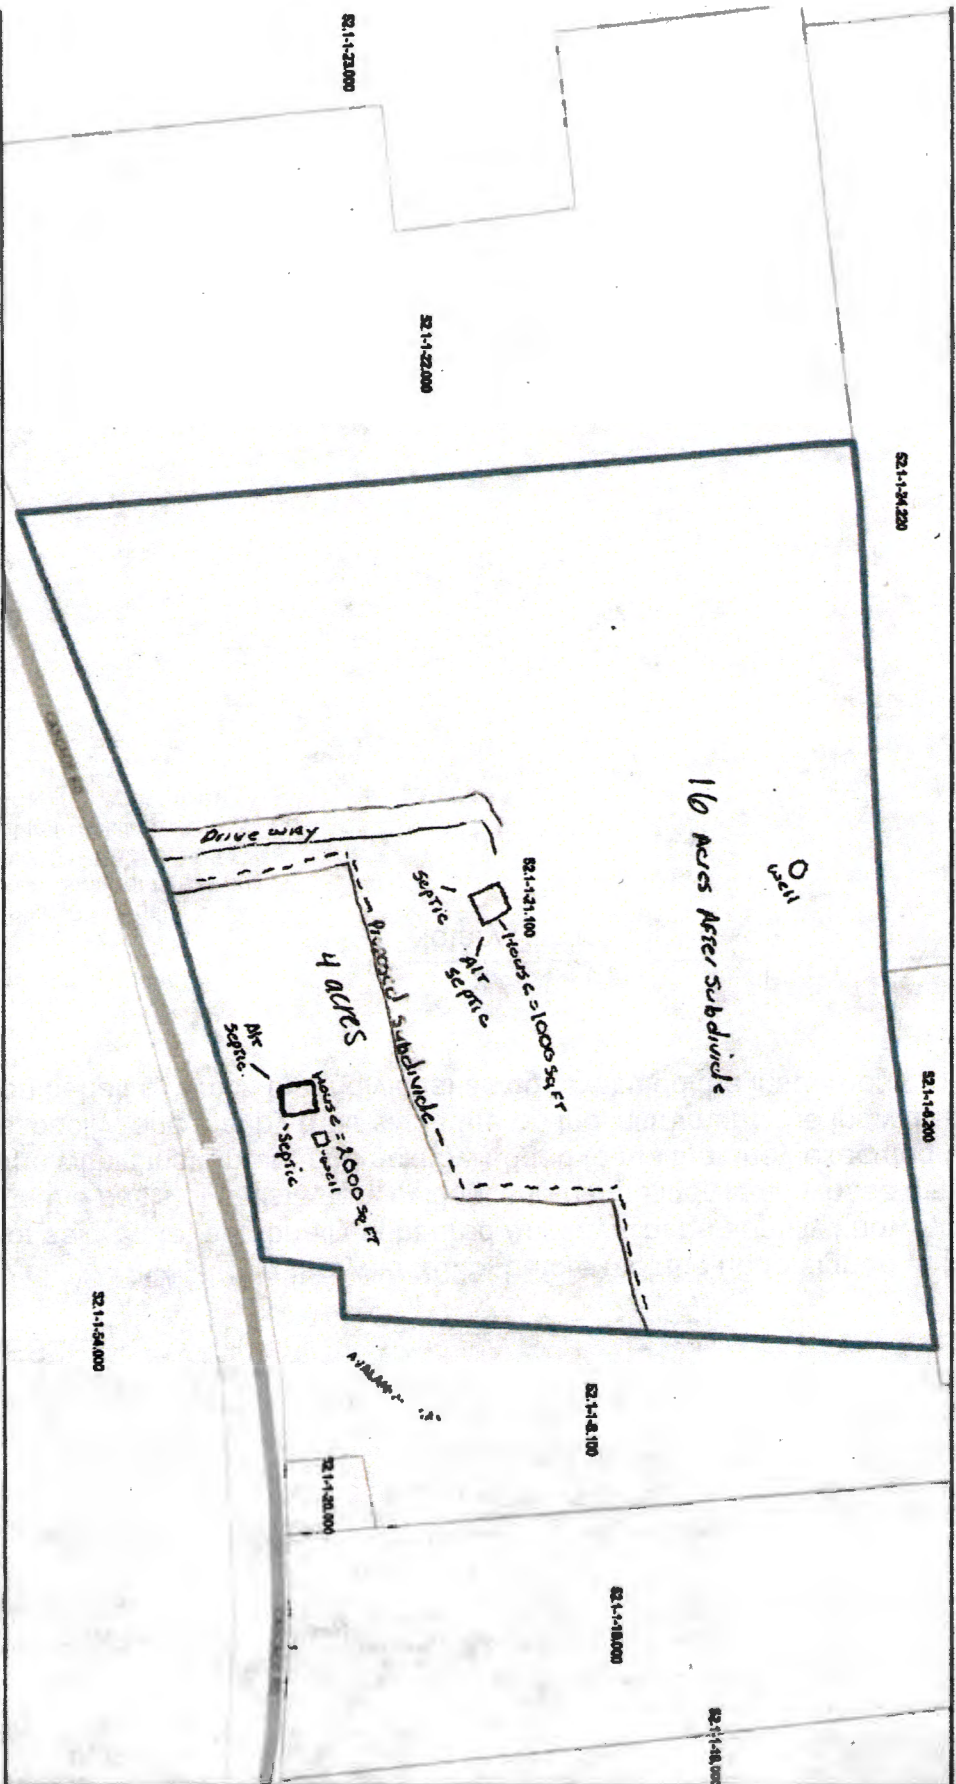 52.1-1-23.000
52.1-1-22.000
52.1-1-24.220
52.1-1-8.200
16 Acres After Subdivide
well
52.1-1-21.100
House = 1000 Sq FT
septic
Alt
septic
Drive way
Proposed subdivide
4 acres
House = 2000 Sq FT
well
septic
Alt
septic
52.1-1-8.100
52.1-1-20.000
52.1-1-54.000
52.1-1-19.000